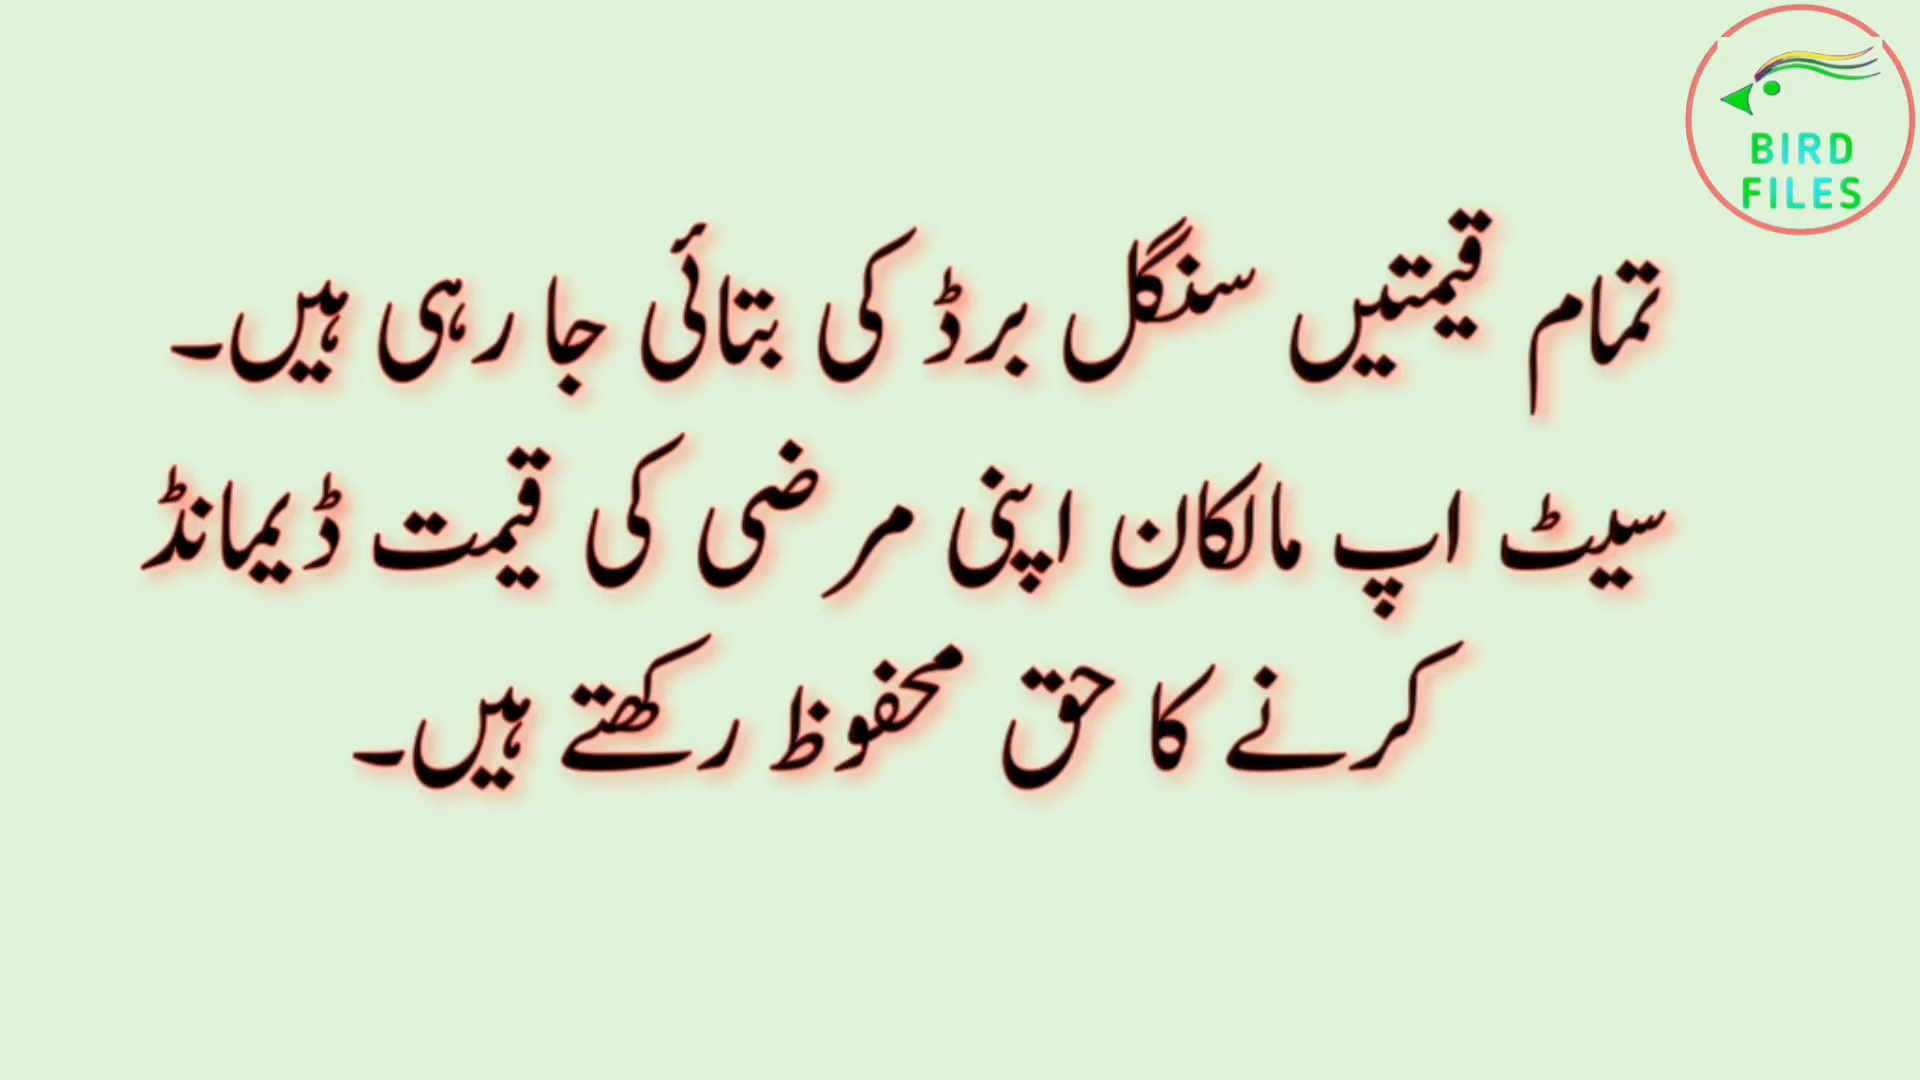 BIRD
FILES
تمام قیمتیں سنگل برڈ کی بتائی جا رہی ہیں۔
سیٹ اپ مالکان اپنی مرضی کی قیمت ڈیمانڈ
کرنے کا حق محفوظ رکھتے ہیں۔